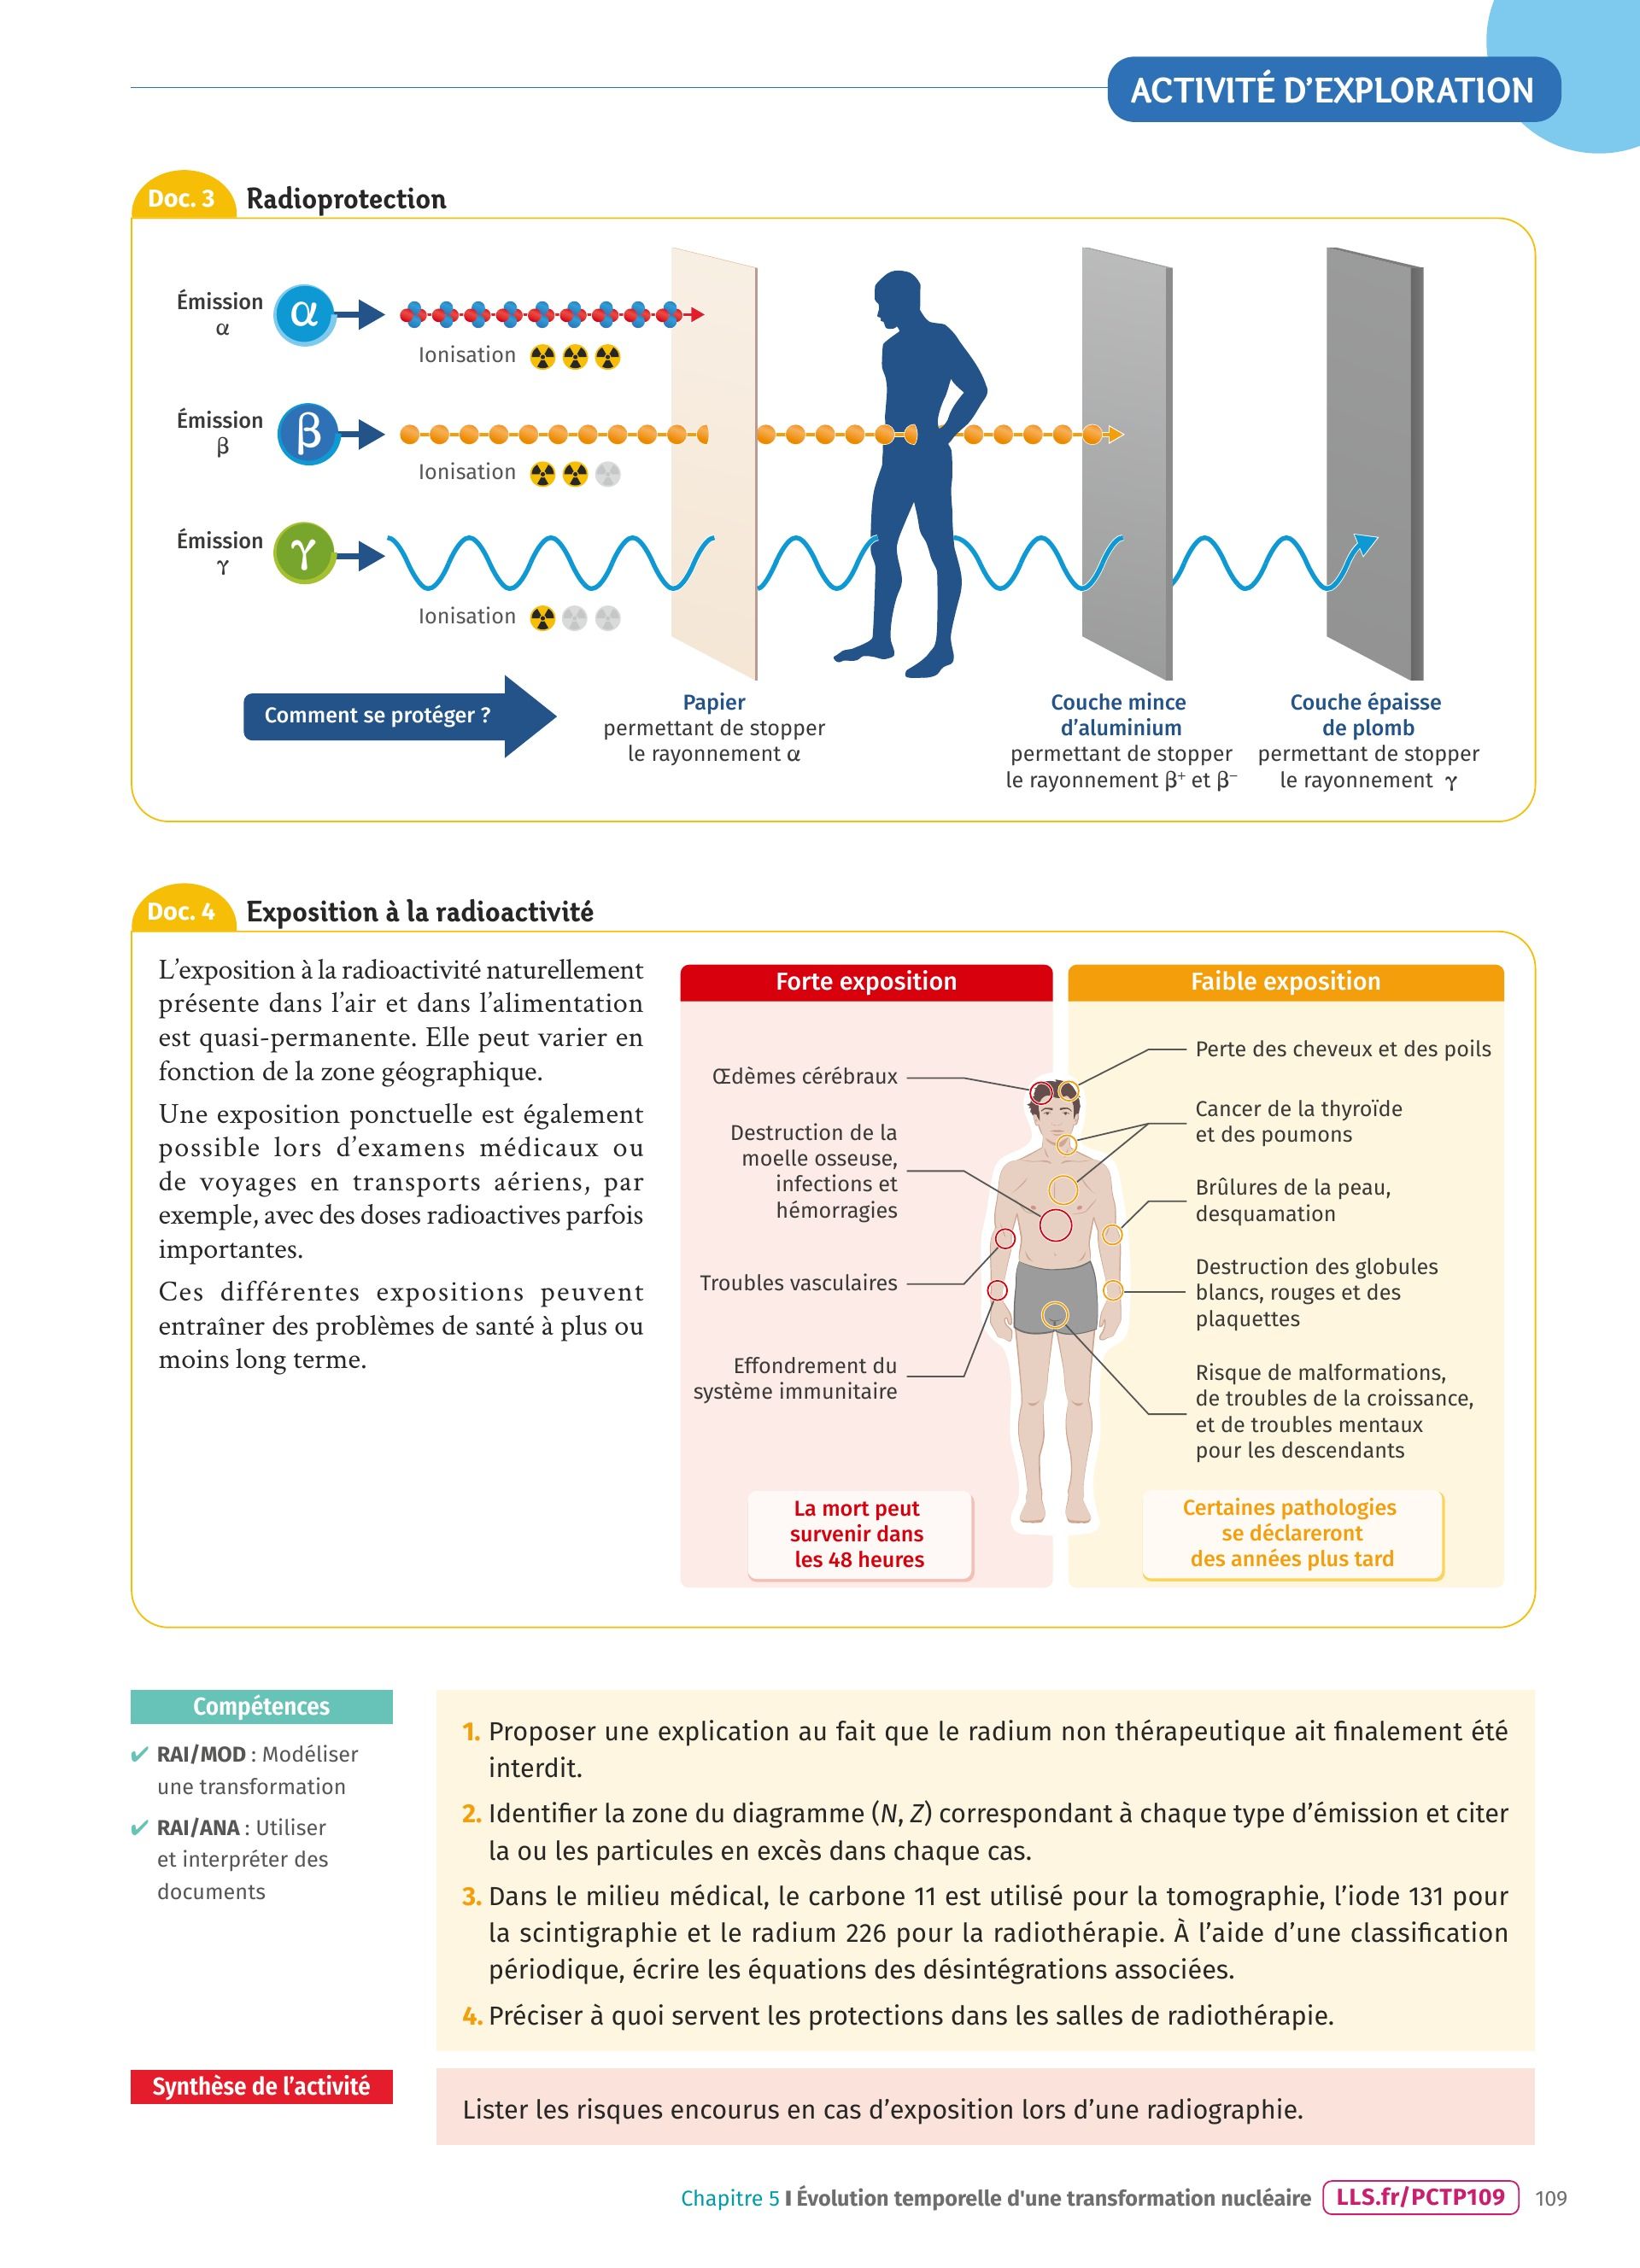 ACTIVITÉ D'EXPLORATION
Doc. 3 Radioprotection
Émission
α
α
Ionisation
Émission
β
β
Ionisation
Émission
γ
γ
Ionisation
Comment se protéger ?
Papier
permettant de stopper
le rayonnement α
Couche mince
d'aluminium
permettant de stopper
le rayonnement β⁺ et β⁻
Couche épaisse
de plomb
permettant de stopper
le rayonnement γ
Doc. 4 Exposition à la radioactivité
L'exposition à la radioactivité naturellement
présente dans l'air et dans l'alimentation
est quasi-permanente. Elle peut varier en
fonction de la zone géographique.
Une exposition ponctuelle est également
possible lors d'examens médicaux ou
de voyages en transports aériens, par
exemple, avec des doses radioactives parfois
importantes.
Ces différentes expositions peuvent
entraîner des problèmes de santé à plus ou
moins long terme.
Forte exposition
Œdèmes cérébraux
Destruction de la
moelle osseuse,
infections et
hémorragies
Troubles vasculaires
Effondrement du
système immunitaire
La mort peut
survenir dans
les 48 heures
Faible exposition
Perte des cheveux et des poils
Cancer de la thyroïde
et des poumons
Brûlures de la peau,
desquamation
Destruction des globules
blancs, rouges et des
plaquettes
Risque de malformations,
de troubles de la croissance,
et de troubles mentaux
pour les descendants
Certaines pathologies
se déclareront
des années plus tard
Compétences
✔ RAI/MOD : Modéliser
une transformation
✔ RAI/ANA : Utiliser
et interpréter des
documents
1. Proposer une explication au fait que le radium non thérapeutique ait finalement été
interdit.
2. Identifier la zone du diagramme (N, Z) correspondant à chaque type d'émission et citer
la ou les particules en excès dans chaque cas.
3. Dans le milieu médical, le carbone 11 est utilisé pour la tomographie, l'iode 131 pour
la scintigraphie et le radium 226 pour la radiothérapie. À l'aide d'une classification
périodique, écrire les équations des désintégrations associées.
4. Préciser à quoi servent les protections dans les salles de radiothérapie.
Synthèse de l'activité
Lister les risques encourus en cas d'exposition lors d'une radiographie.
Chapitre 5 I Évolution temporelle d'une transformation nucléaire LLS.fr/PCTP109 109